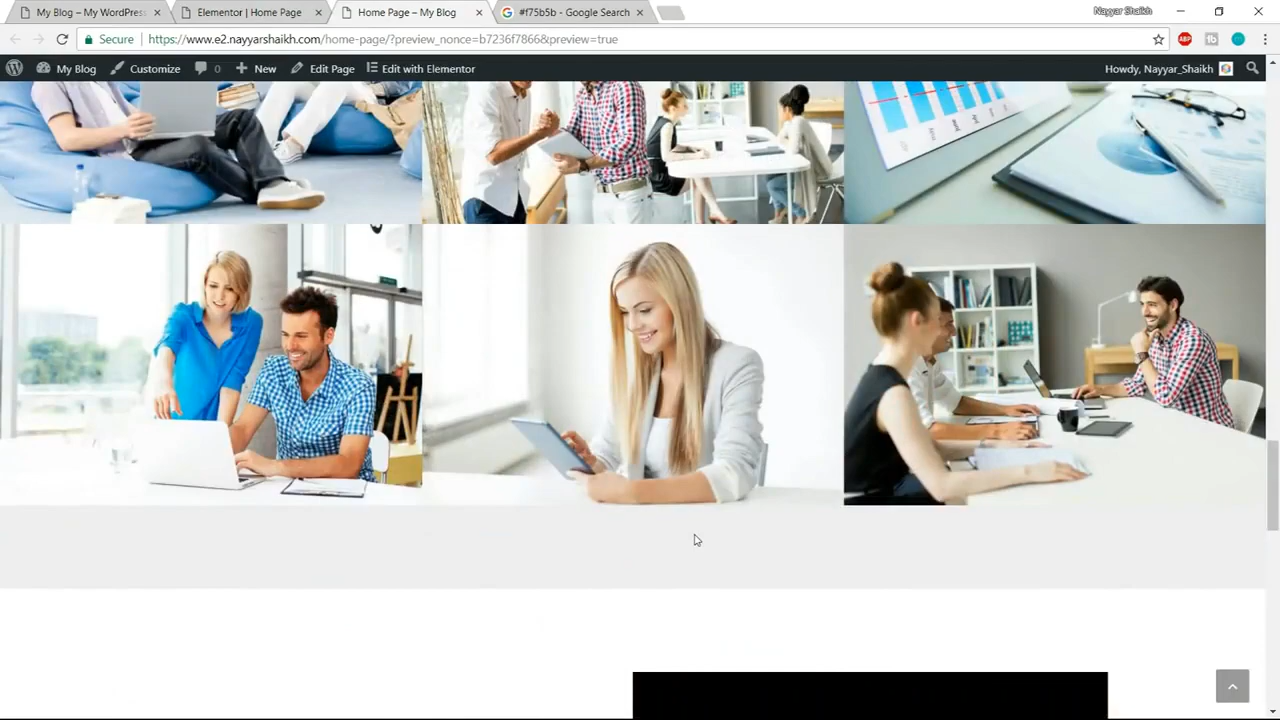 My Blog – My WordPress
Elementor | Home Page
Home Page – My Blog
#f75b5b - Google Search
Nayyar Shaikh
Secure
https://www.e2.nayyarshaikh.com/home-page/?preview_nonce=b7236f7866&preview=true
ABP
tb
My Blog
Customize
0
New
Edit Page
Edit with Elementor
Howdy, Nayyar_Shaikh